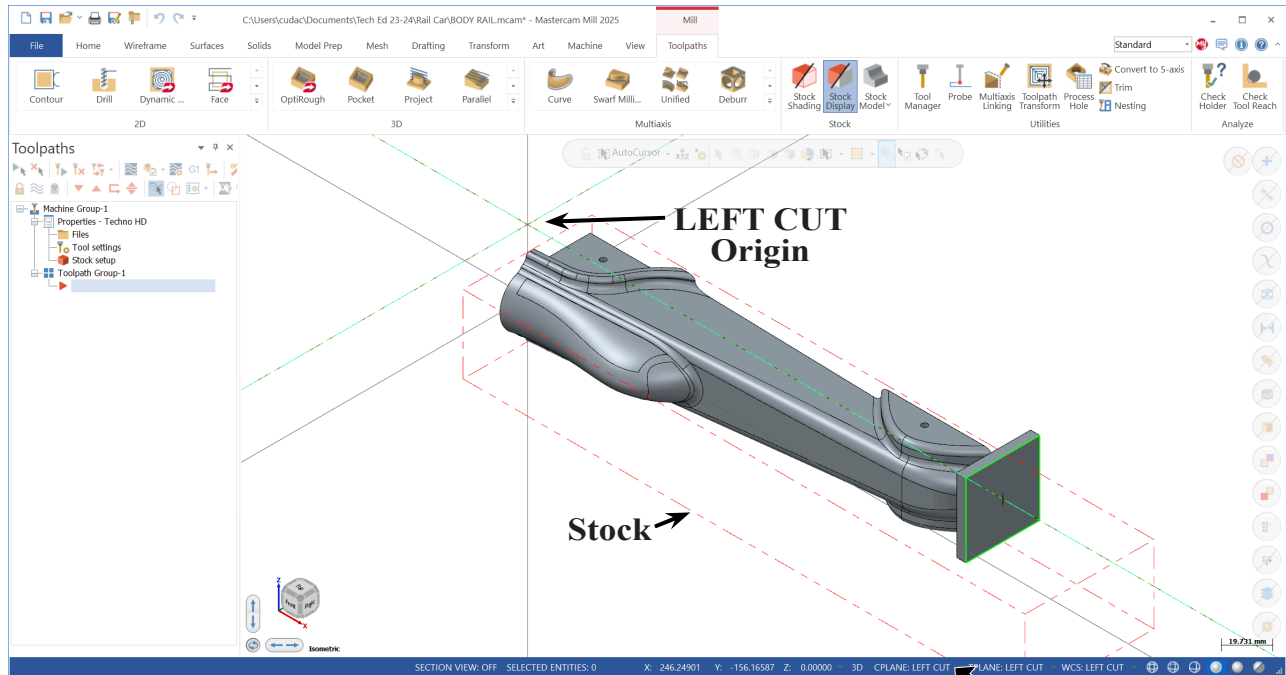 C:\Users\cudac\Documents\Tech Ed 23-24\Rail Car\BODY RAIL.mcam* - Mastercam Mill 2025
Mill
File Home Wireframe Surfaces Solids Model Prep Mesh Drafting Transform Art Machine View Toolpaths
Standard
Contour Drill Dynamic ... Face
OptiRough Pocket Project Parallel
Curve Swarf Milli... Unified Deburr
Stock Shading Stock Display Stock Model
Tool Manager Probe Multiaxis Linking Toolpath Transform Process Hole
Convert to 5-axis
Trim
Nesting
Check Holder Check Tool Reach
2D 3D Multiaxis Stock Utilities Analyze
Toolpaths
G1
AutoCursor
XYZ
Machine Group-1
Properties - Techno HD
Files
Tool settings
Stock setup
Toolpath Group-1
LEFT CUT
Origin
Stock
Z
Top
Front Right
X
Isometric
19.731 mm
SECTION VIEW: OFF SELECTED ENTITIES: 0 X: 246.24901 Y: -156.16587 Z: 0.00000 3D CPLANE: LEFT CUT TPLANE: LEFT CUT WCS: LEFT CUT